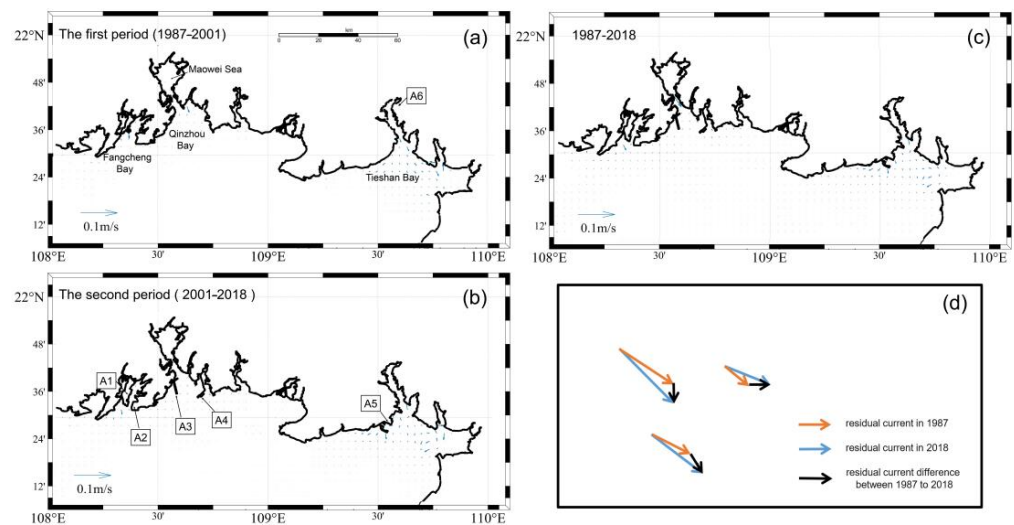 The first period (1987-2001)
(a)
km
0 20 40 60
22°N
48'
36'
24'
12'
Maowei Sea
Qinzhou
Bay
Fangcheng
Bay
A6
Tieshan Bay
0.1m/s
108°E 30' 109°E 30' 110°E
The second period ( 2001-2018 )
(b)
22°N
48'
36'
24'
12'
A1
A2
A3
A4
A5
0.1m/s
108°E 30' 109°E 30' 110°E
1987-2018
(c)
22°N
48'
36'
24'
12'
0.1m/s
108°E 30' 109°E 30' 110°E
(d)
residual current in 1987
residual current in 2018
residual current difference
between 1987 to 2018